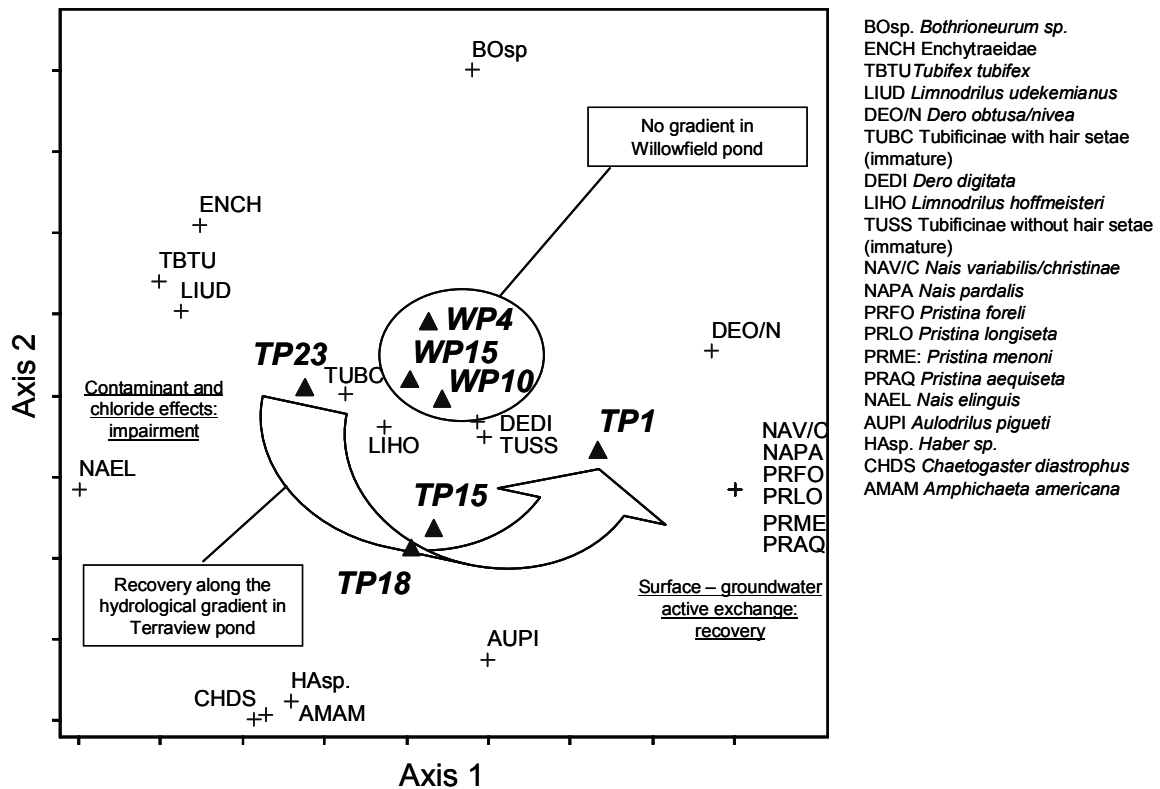 BOsp
No gradient in
Willowfield pond
ENCH
TBTU
LIUD
WP4
DEO/N
TP23
WP15
TUBC
WP10
Contaminant and
chloride effects:
impairment
DEDI
TP1
LIHO
TUSS
NAV/C
NAPA
NAEL
PRFO
TP15
PRLO
PRME
PRAQ
TP18
Recovery along the
hydrological gradient in
Terraview pond
Surface – groundwater
active exchange:
recovery
AUPI
HAsp.
CHDS
AMAM
Axis 2
Axis 1
BOsp. Bothrioneurum sp.
ENCH Enchytraeidae
TBTU Tubifex tubifex
LIUD Limnodrilus udekemianus
DEO/N Dero obtusa/nivea
TUBC Tubificinae with hair setae
(immature)
DEDI Dero digitata
LIHO Limnodrilus hoffmeisteri
TUSS Tubificinae without hair setae
(immature)
NAV/C Nais variabilis/christinae
NAPA Nais pardalis
PRFO Pristina foreli
PRLO Pristina longiseta
PRME: Pristina menoni
PRAQ Pristina aequiseta
NAEL Nais elinguis
AUPI Aulodrilus pigueti
HAsp. Haber sp.
CHDS Chaetogaster diastrophus
AMAM Amphichaeta americana